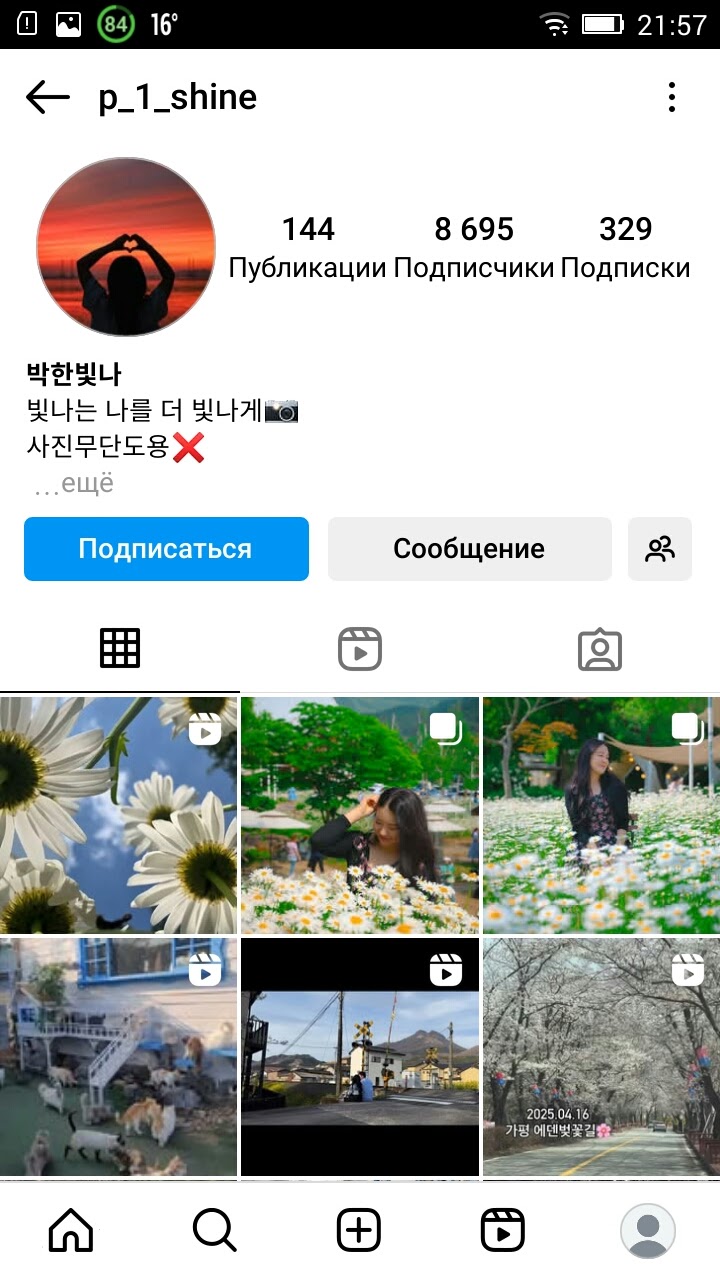 84 16° 21:57
p_1_shine
144 8 695 329
Публикации Подписчики Подписки
박한빛나
빛나는 나를 더 빛나게📷
사진무단도용❌
...ещё
Подписаться Сообщение
2025.04.16
가평 에덴벚꽃길🌸